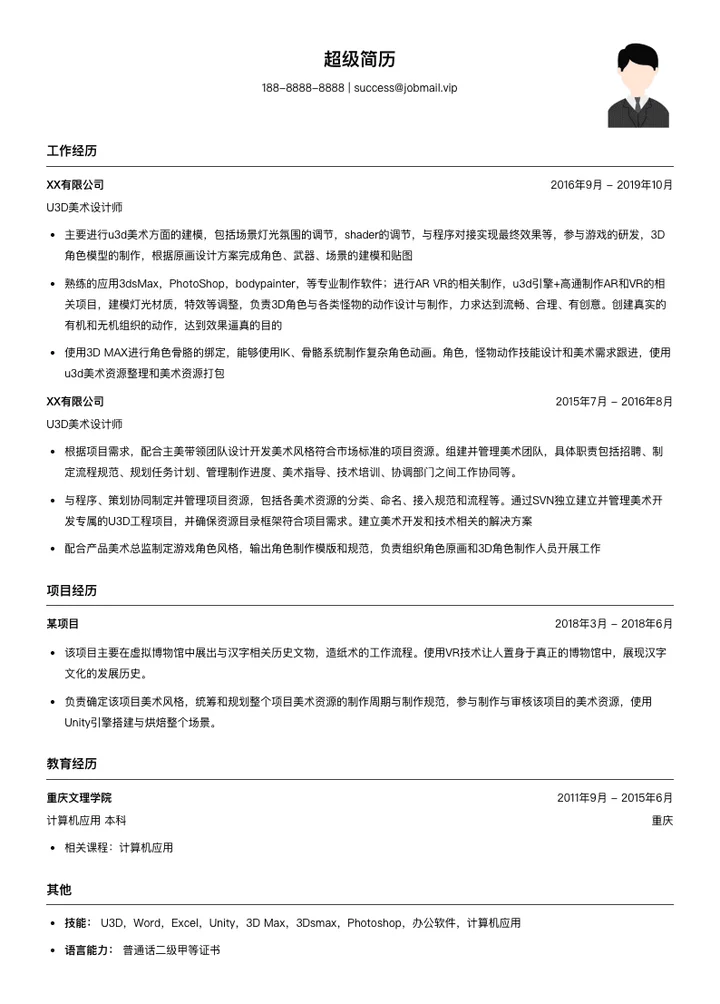 超级简历
188-8888-8888 | success@jobmail.vip
工作经历
XX有限公司 2016年9月 – 2019年10月
U3D美术设计师
• 主要进行u3d美术方面的建模，包括场景灯光氛围的调节，shader的调节，与程序对接实现最终效果等，参与游戏的研发，3D
角色模型的制作，根据原画设计方案完成角色、武器、场景的建模和贴图
• 熟练的应用3dsMax，PhotoShop，bodypainter，等专业制作软件；进行AR VR的相关制作，u3d引擎+高通制作AR和VR的相
关项目，建模灯光材质，特效等调整，负责3D角色与各类怪物的动作设计与制作，力求达到流畅、合理、有创意。创建真实的
有机和无机组织的动作，达到效果逼真的目的
• 使用3D MAX进行角色骨骼的绑定，能够使用IK、骨骼系统制作复杂角色动画。角色，怪物动作技能设计和美术需求跟进，使用
u3d美术资源整理和美术资源打包
XX有限公司 2015年7月 – 2016年8月
U3D美术设计师
• 根据项目需求，配合主美带领团队设计开发美术风格符合市场标准的项目资源。组建并管理美术团队，具体职责包括招聘、制
定流程规范、规划任务计划、管理制作进度、美术指导、技术培训、协调部门之间工作协同等。
• 与程序、策划协同制定并管理项目资源，包括各美术资源的分类、命名、接入规范和流程等。通过SVN独立建立并管理美术开
发专属的U3D工程项目，并确保资源目录框架符合项目需求。建立美术开发和技术相关的解决方案
• 配合产品美术总监制定游戏角色风格，输出角色制作模版和规范，负责组织角色原画和3D角色制作人员开展工作
项目经历
某项目 2018年3月 – 2018年6月
• 该项目主要在虚拟博物馆中展出与汉字相关历史文物，造纸术的工作流程。使用VR技术让人置身于真正的博物馆中，展现汉字
文化的发展历史。
• 负责确定该项目美术风格，统筹和规划整个项目美术资源的制作周期与制作规范，参与制作与审核该项目的美术资源，使用
Unity引擎搭建与烘焙整个场景。
教育经历
重庆文理学院 2011年9月 – 2015年6月
计算机应用 本科 重庆
• 相关课程：计算机应用
其他
• 技能： U3D，Word，Excel，Unity，3D Max，3Dsmax，Photoshop，办公软件，计算机应用
• 语言能力： 普通话二级甲等证书